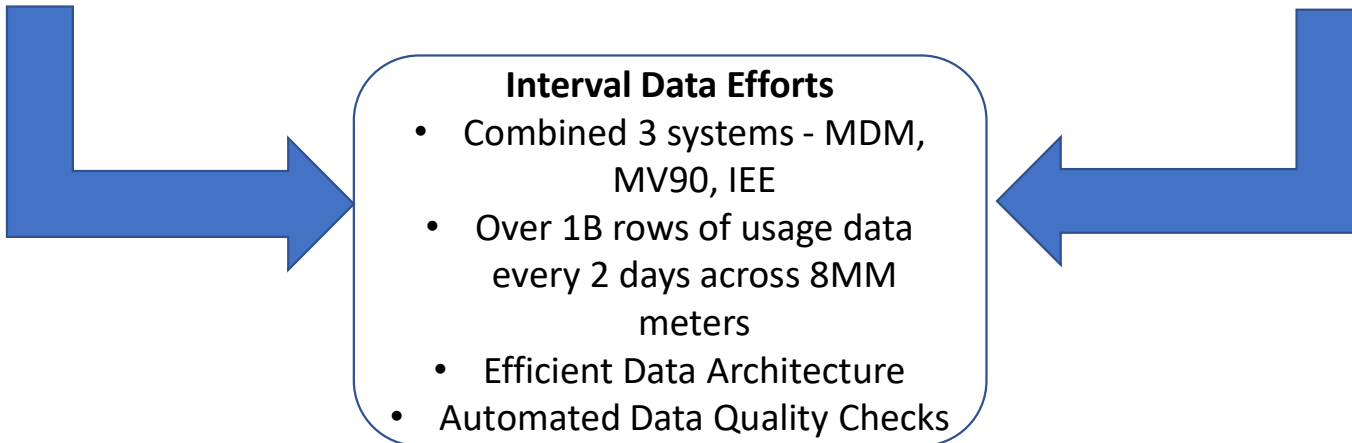 Interval Data Efforts
• Combined 3 systems - MDM,
MV90, IEE
• Over 1B rows of usage data
every 2 days across 8MM
meters
• Efficient Data Architecture
• Automated Data Quality Checks